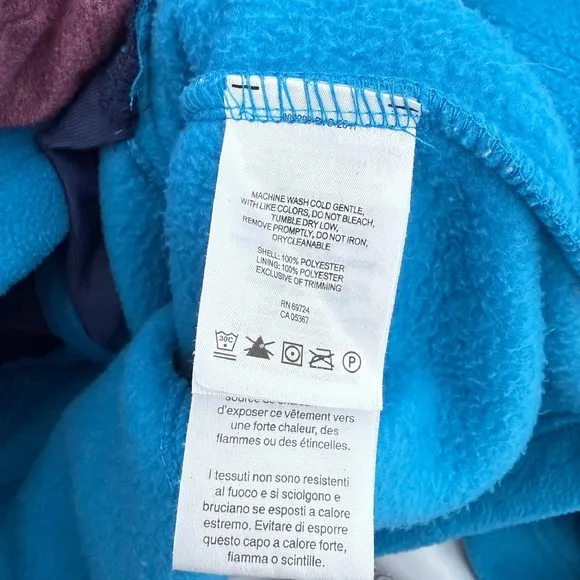 MACHINE WASH COLD GENTLE,
WITH LIKE COLORS, DO NOT BLEACH,
TUMBLE DRY LOW,
REMOVE PROMPTLY, DO NOT IRON,
DRYCLEANABLE
SHELL: 100% POLYESTER
LINING: 100% POLYESTER
EXCLUSIVE OF TRIMMING
RN 69724
CA 05367
30C P
source de
d'exposer ce vêtement vers
une forte chaleur, des
flammes ou des étincelles.
I tessuti non sono resistenti
al fuoco e si sciolgono e
bruciano se esposti a calore
estremo. Evitare di esporre
questo capo a calore forte,
fiamma o scintille.